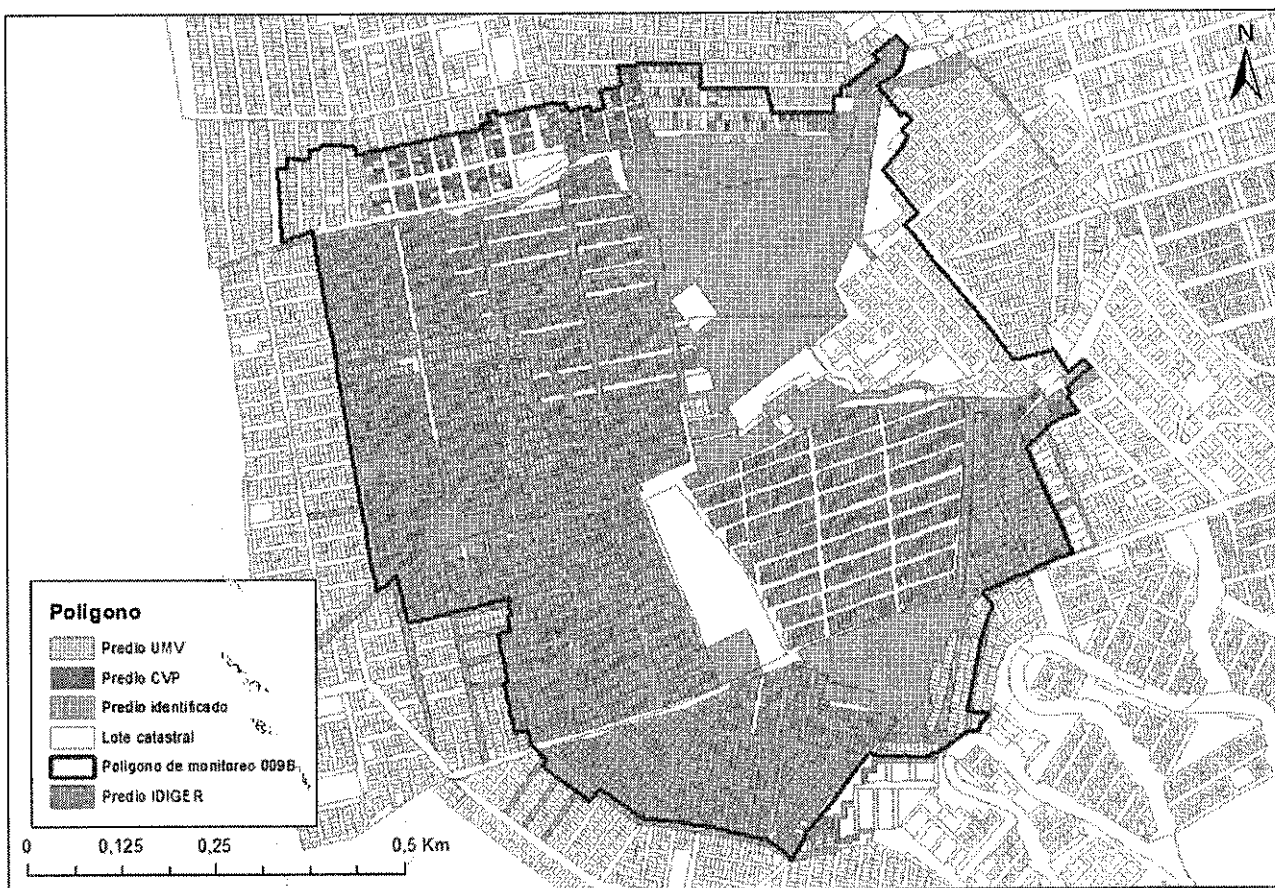 N
Poligono
Predio UMV
Predio CVP
Predio identificado
Lote catastral
Poligono de monitoreo 009B
Predio IDIGER
0 0,125 0,25 0,5 Km